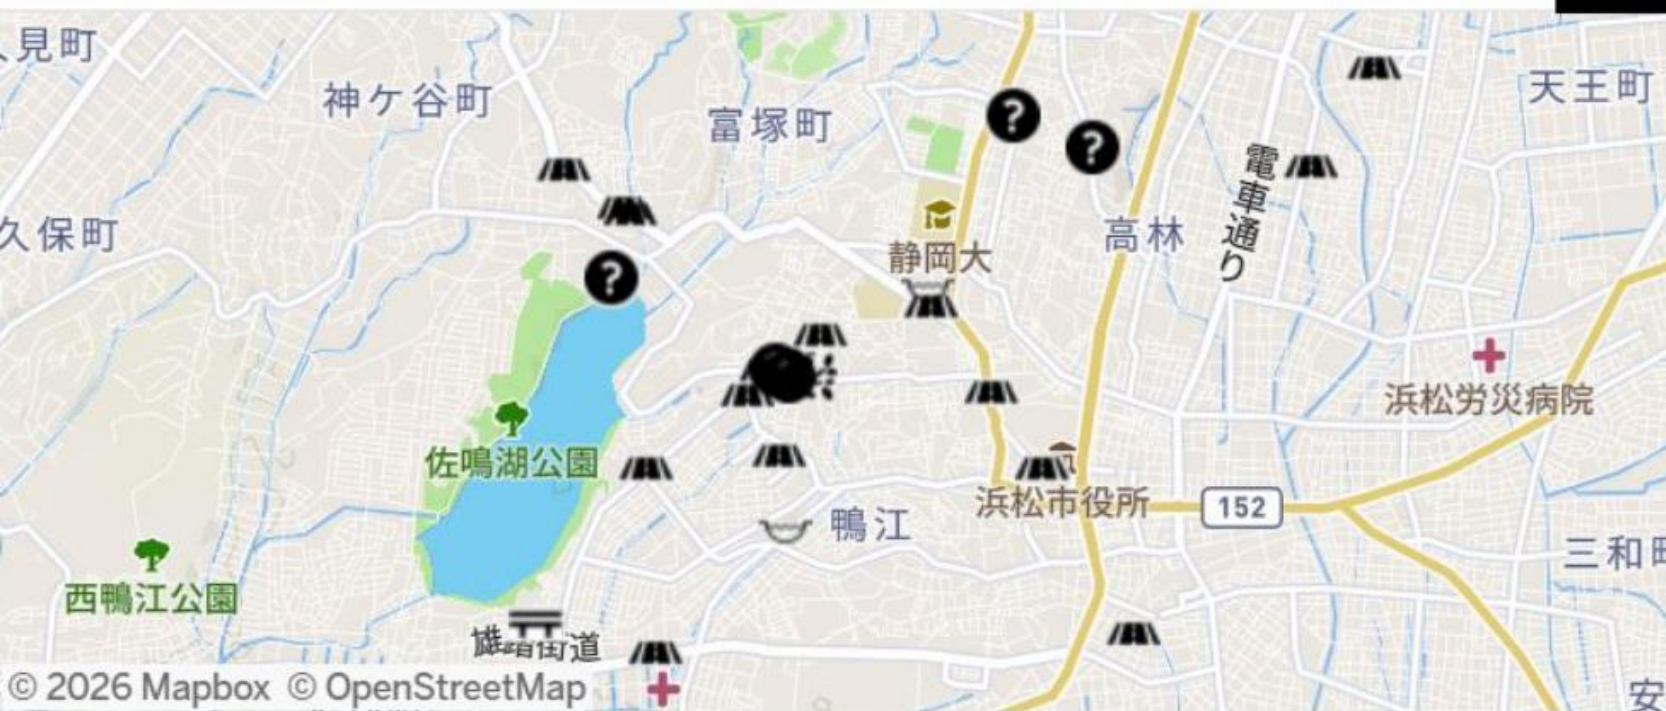 見町
神ケ谷町
富塚町
天王町
電車通り
久保町
高林
静岡大
浜松労災病院
佐鳴湖公園
浜松市役所
152
鴨江
三和町
西鴨江公園
街道
© 2026 Mapbox © OpenStreetMap
安